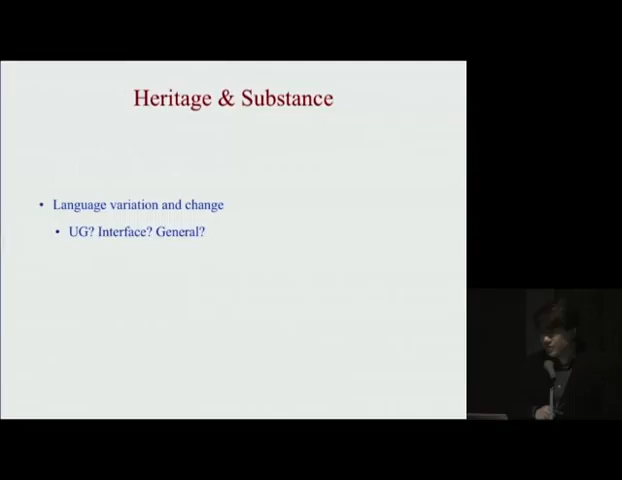 Heritage & Substance
• Language variation and change
• UG? Interface? General?